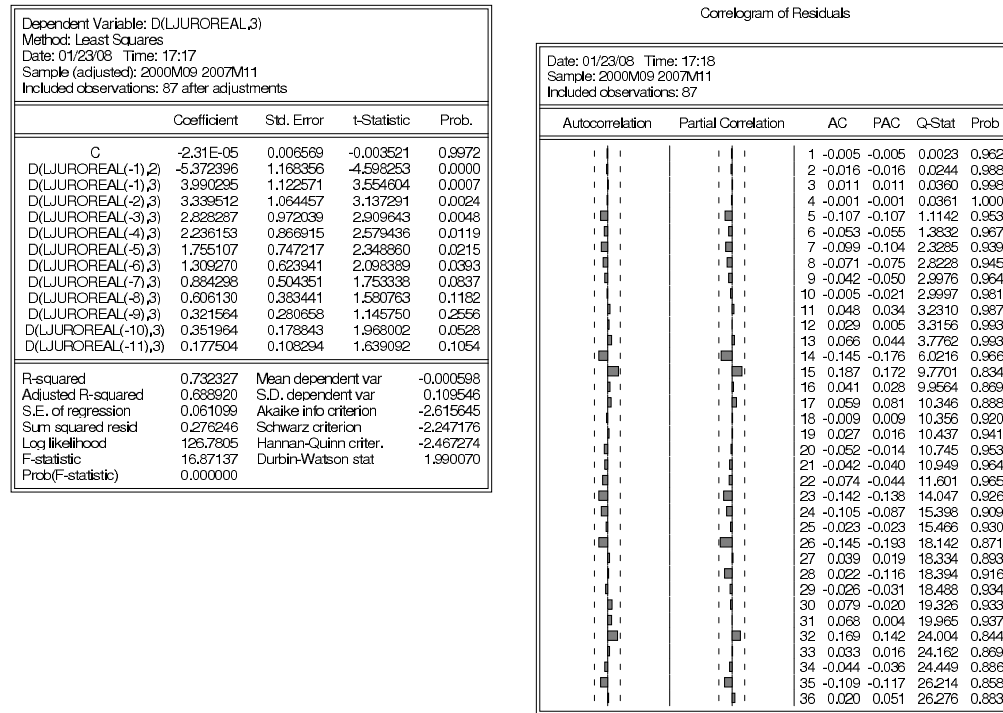 Dependent Variable: D(LJUROREAL,3)
Method: Least Squares
Date: 01/23/08 Time: 17:17
Sample (adjusted): 2000M09 2007M11
Included observations: 87 after adjustments
Coefficient Std. Error t-Statistic Prob.
C -2.31E-05 0.006569 -0.003521 0.9972
D(LJUROREAL(-1),2) -5.372396 1.168356 -4.598253 0.0000
D(LJUROREAL(-1),3) 3.990295 1.122571 3.554604 0.0007
D(LJUROREAL(-2),3) 3.339512 1.064457 3.137291 0.0024
D(LJUROREAL(-3),3) 2.828287 0.972039 2.909643 0.0048
D(LJUROREAL(-4),3) 2.236153 0.866915 2.579436 0.0119
D(LJUROREAL(-5),3) 1.755107 0.747217 2.348860 0.0215
D(LJUROREAL(-6),3) 1.309270 0.623941 2.098389 0.0393
D(LJUROREAL(-7),3) 0.884298 0.504351 1.753338 0.0837
D(LJUROREAL(-8),3) 0.606130 0.383441 1.580763 0.1182
D(LJUROREAL(-9),3) 0.321564 0.280658 1.145750 0.2556
D(LJUROREAL(-10),3) 0.351964 0.178843 1.968002 0.0528
D(LJUROREAL(-11),3) 0.177504 0.108294 1.639092 0.1054
R-squared 0.732327 Mean dependent var -0.000598
Adjusted R-squared 0.688920 S.D. dependent var 0.109546
S.E. of regression 0.061099 Akaike info criterion -2.615645
Sum squared resid 0.276246 Schwarz criterion -2.247176
Log likelihood 126.7805 Hannan-Quinn criter. -2.467274
F-statistic 16.87137 Durbin-Watson stat 1.990070
Prob(F-statistic) 0.000000
Correlogram of Residuals
Date: 01/23/08 Time: 17:18
Sample: 2000M09 2007M11
Included observations: 87
Autocorrelation Partial Correlation AC PAC Q-Stat Prob
1 -0.005 -0.005 0.0023 0.962
2 -0.016 -0.016 0.0244 0.988
3 0.011 0.011 0.0360 0.998
4 -0.001 -0.001 0.0361 1.000
5 -0.107 -0.107 1.1142 0.953
6 -0.053 -0.055 1.3832 0.967
7 -0.099 -0.104 2.3285 0.939
8 -0.071 -0.075 2.8228 0.945
9 -0.042 -0.050 2.9976 0.964
10 -0.005 -0.021 2.9997 0.981
11 0.048 0.034 3.2310 0.987
12 0.029 0.005 3.3156 0.993
13 0.066 0.044 3.7762 0.993
14 -0.145 -0.176 6.0216 0.966
15 0.187 0.172 9.7701 0.834
16 0.041 0.028 9.9564 0.869
17 0.059 0.081 10.346 0.888
18 -0.009 0.009 10.356 0.920
19 0.027 0.016 10.437 0.941
20 -0.052 -0.014 10.745 0.953
21 -0.042 -0.040 10.949 0.964
22 -0.074 -0.044 11.601 0.965
23 -0.142 -0.138 14.047 0.926
24 -0.105 -0.087 15.398 0.909
25 -0.023 -0.023 15.466 0.930
26 -0.145 -0.193 18.142 0.871
27 0.039 0.019 18.334 0.893
28 0.022 -0.116 18.394 0.916
29 -0.026 -0.031 18.488 0.934
30 0.079 -0.020 19.326 0.933
31 0.068 0.004 19.965 0.937
32 0.169 0.142 24.004 0.844
33 0.033 0.016 24.162 0.869
34 -0.044 -0.036 24.449 0.886
35 -0.109 -0.117 26.214 0.858
36 0.020 0.051 26.276 0.883